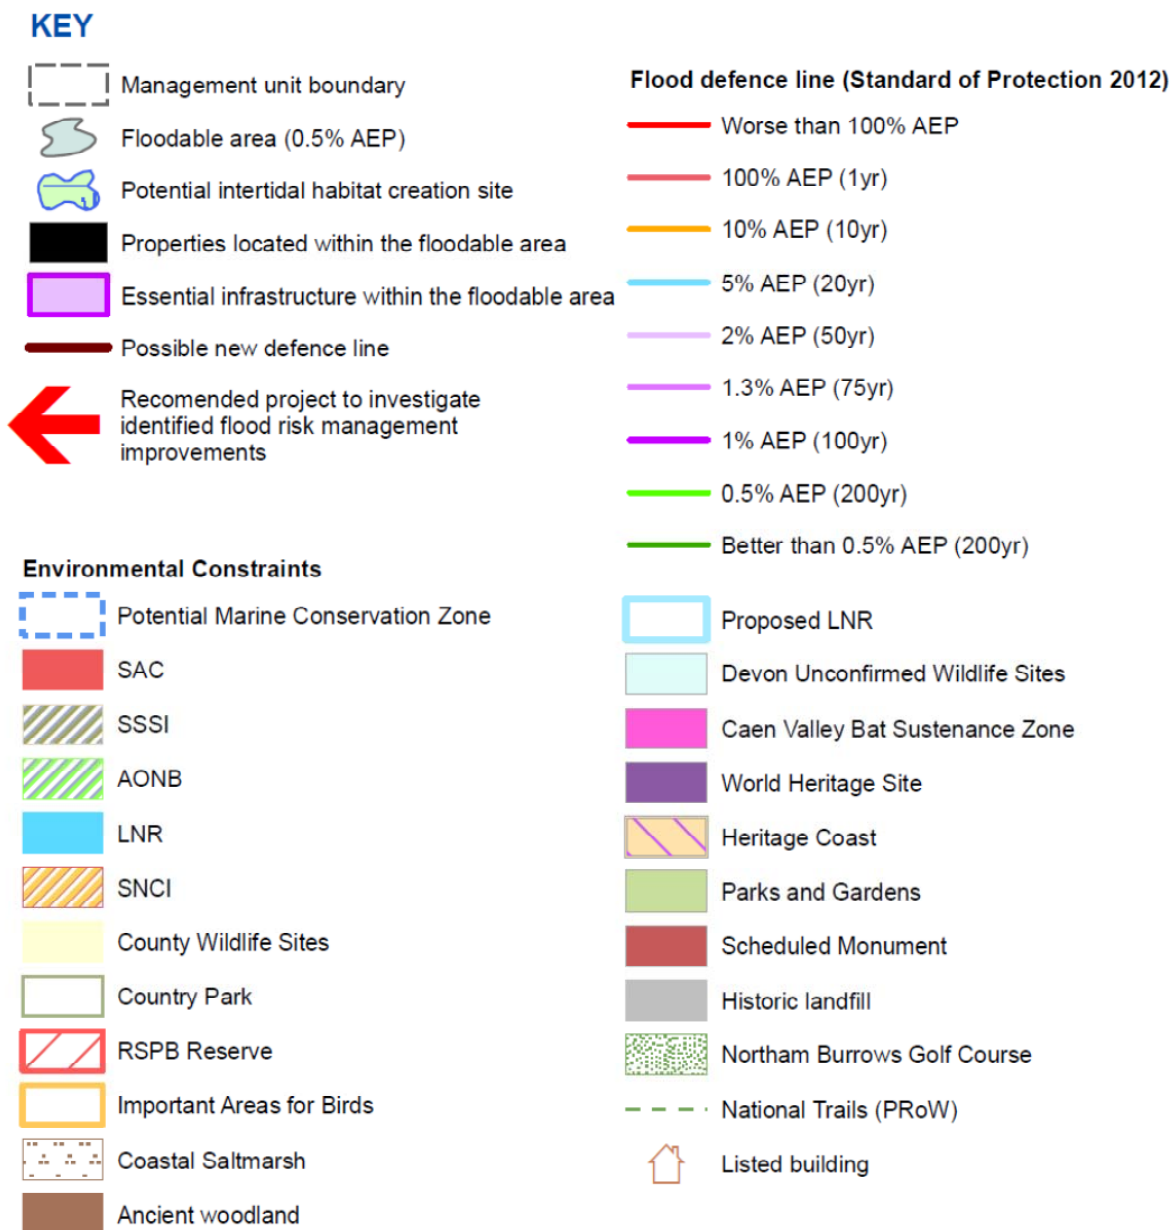 KEY
Management unit boundary
Floodable area (0.5% AEP)
Potential intertidal habitat creation site
Properties located within the floodable area
Essential infrastructure within the floodable area
Possible new defence line
Recomended project to investigate
identified flood risk management
improvements
Flood defence line (Standard of Protection 2012)
Worse than 100% AEP
100% AEP (1yr)
10% AEP (10yr)
5% AEP (20yr)
2% AEP (50yr)
1.3% AEP (75yr)
1% AEP (100yr)
0.5% AEP (200yr)
Better than 0.5% AEP (200yr)
Environmental Constraints
Potential Marine Conservation Zone
SAC
SSSI
AONB
LNR
SNCI
County Wildlife Sites
Country Park
RSPB Reserve
Important Areas for Birds
Coastal Saltmarsh
Ancient woodland
Proposed LNR
Devon Unconfirmed Wildlife Sites
Caen Valley Bat Sustenance Zone
World Heritage Site
Heritage Coast
Parks and Gardens
Scheduled Monument
Historic landfill
Northam Burrows Golf Course
National Trails (PRoW)
Listed building